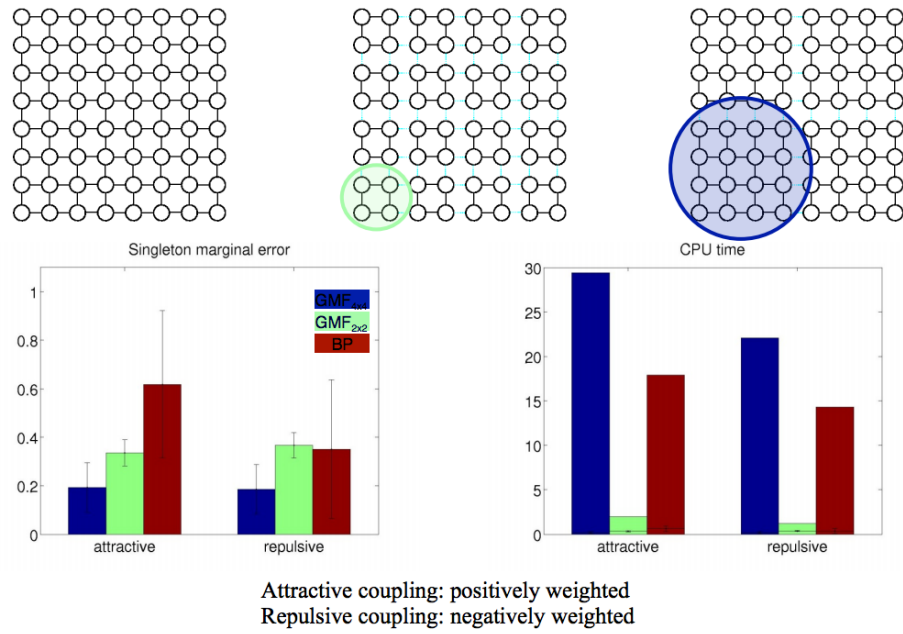 Singleton marginal error
1
0.8
0.6
0.4
0.2
0
GMF4x4
GMF2x2
BP
attractive
repulsive
CPU time
30
25
20
15
10
5
0
attractive
repulsive
Attractive coupling: positively weighted
Repulsive coupling: negatively weighted